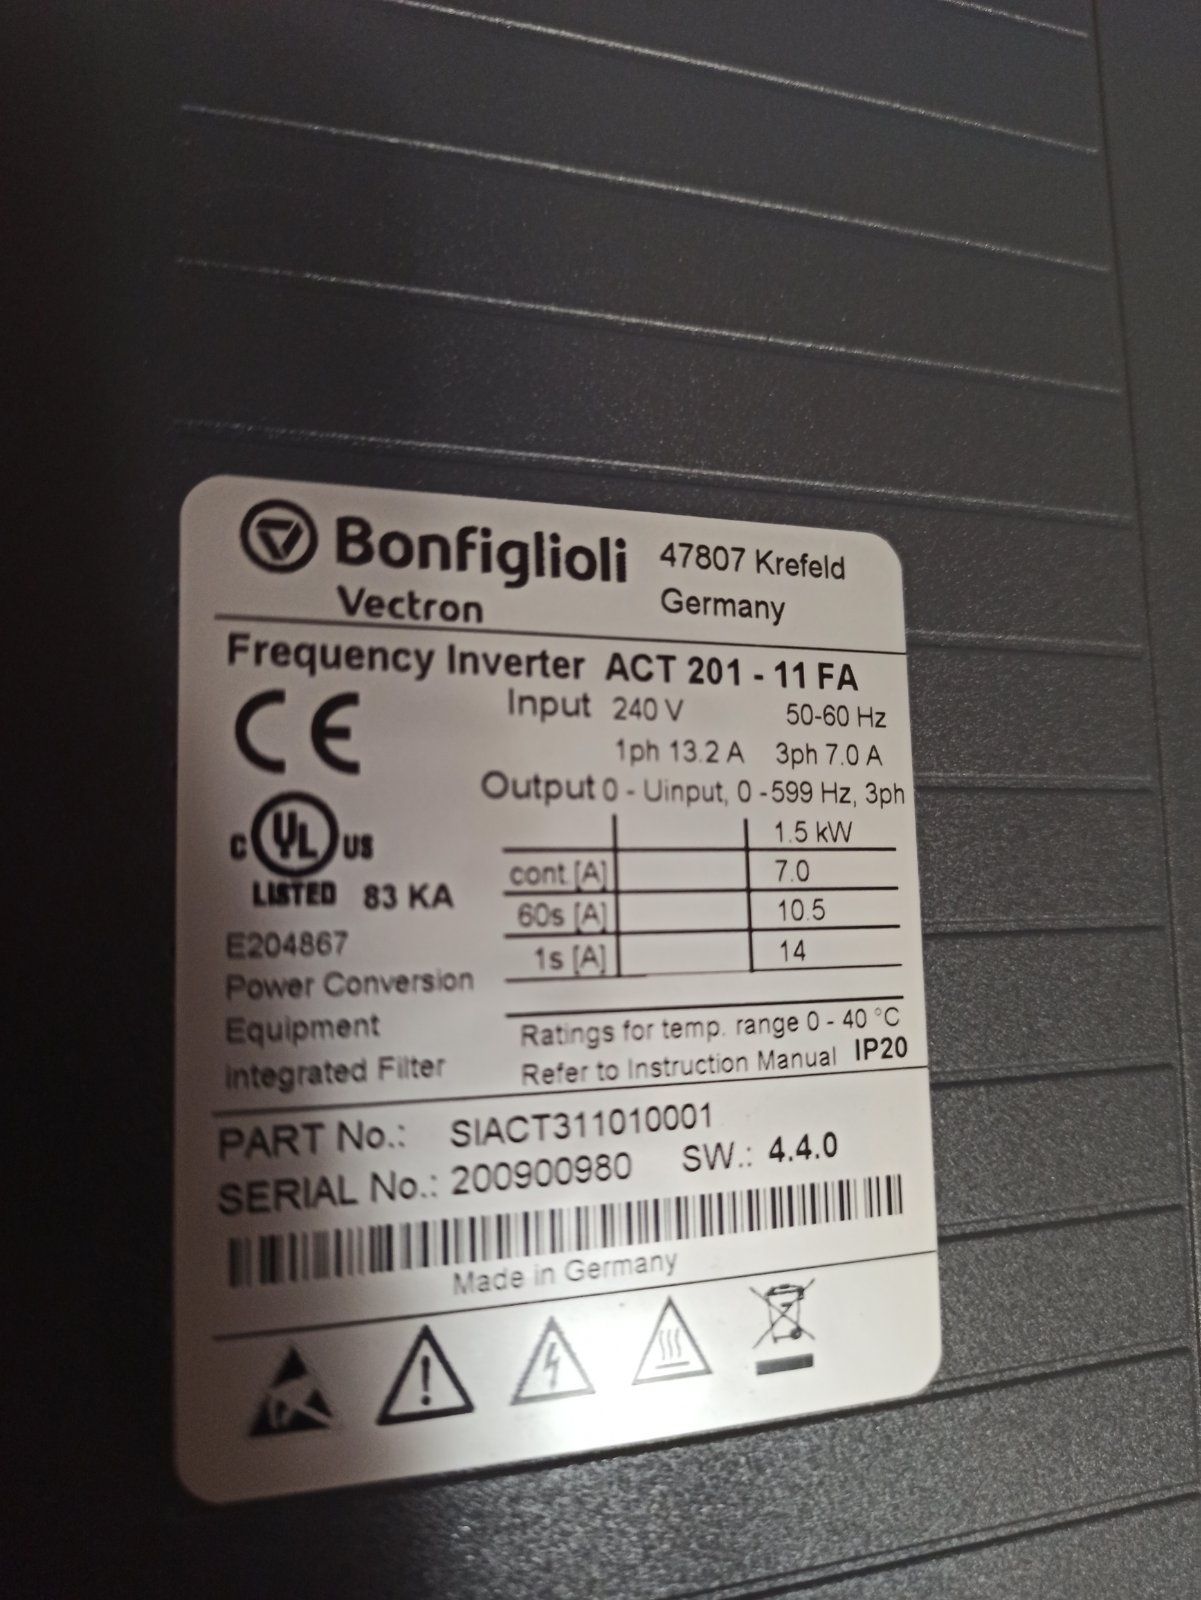 Bonfiglioli
Vectron
47807 Krefeld
Germany
Frequency Inverter ACT 201 - 11 FA
Input 240 V 50-60 Hz
1ph 13.2 A 3ph 7.0 A
Output 0 - Uinput, 0 - 599 Hz, 3ph
1.5 kW
cont. [A] 7.0
60s [A] 10.5
1s [A] 14
CE
C UL US
LISTED 83 KA
E204867
Power Conversion
Equipment
integrated Filter
Ratings for temp. range 0 - 40 °C
Refer to Instruction Manual IP20
PART No.: SIACT311010001
SERIAL No.: 200900980 SW.: 4.4.0
Made in Germany